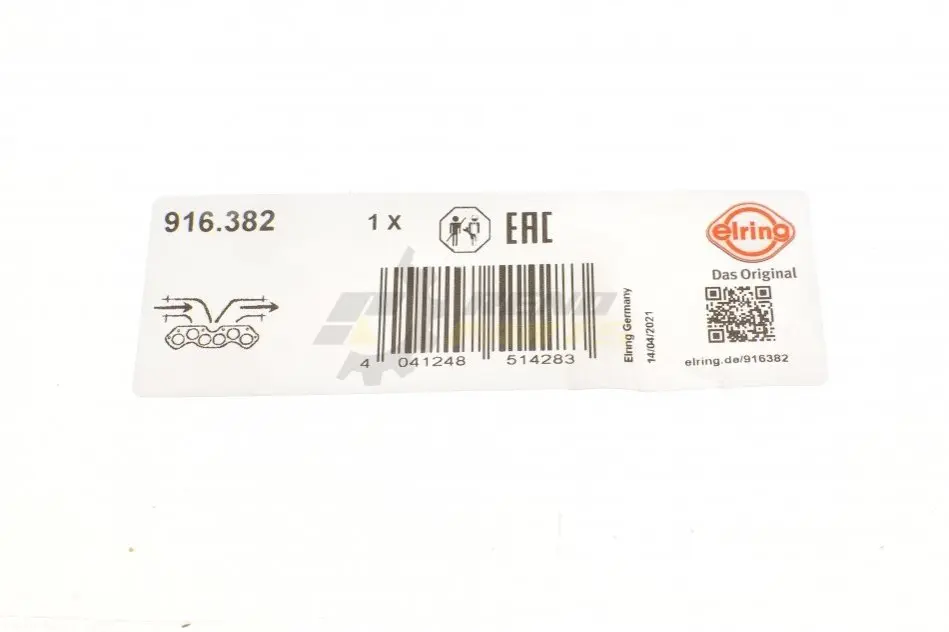 916.382
1 X
EAC
elring
Das Original
4 041248 514283
Elring Germany
14/04/2021
elring.de/916382